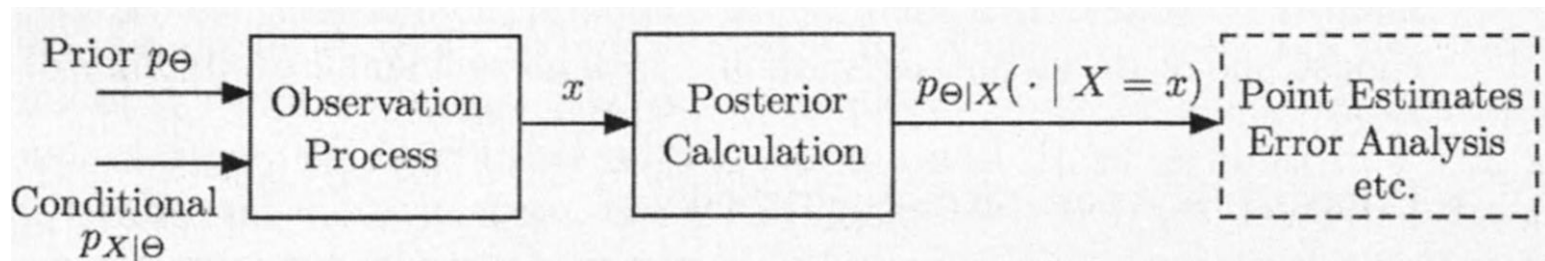 Prior pΘ
Observation
Process
Conditional
pX|Θ
x
Posterior
Calculation
pΘ|X( · | X = x)
Point Estimates
Error Analysis
etc.